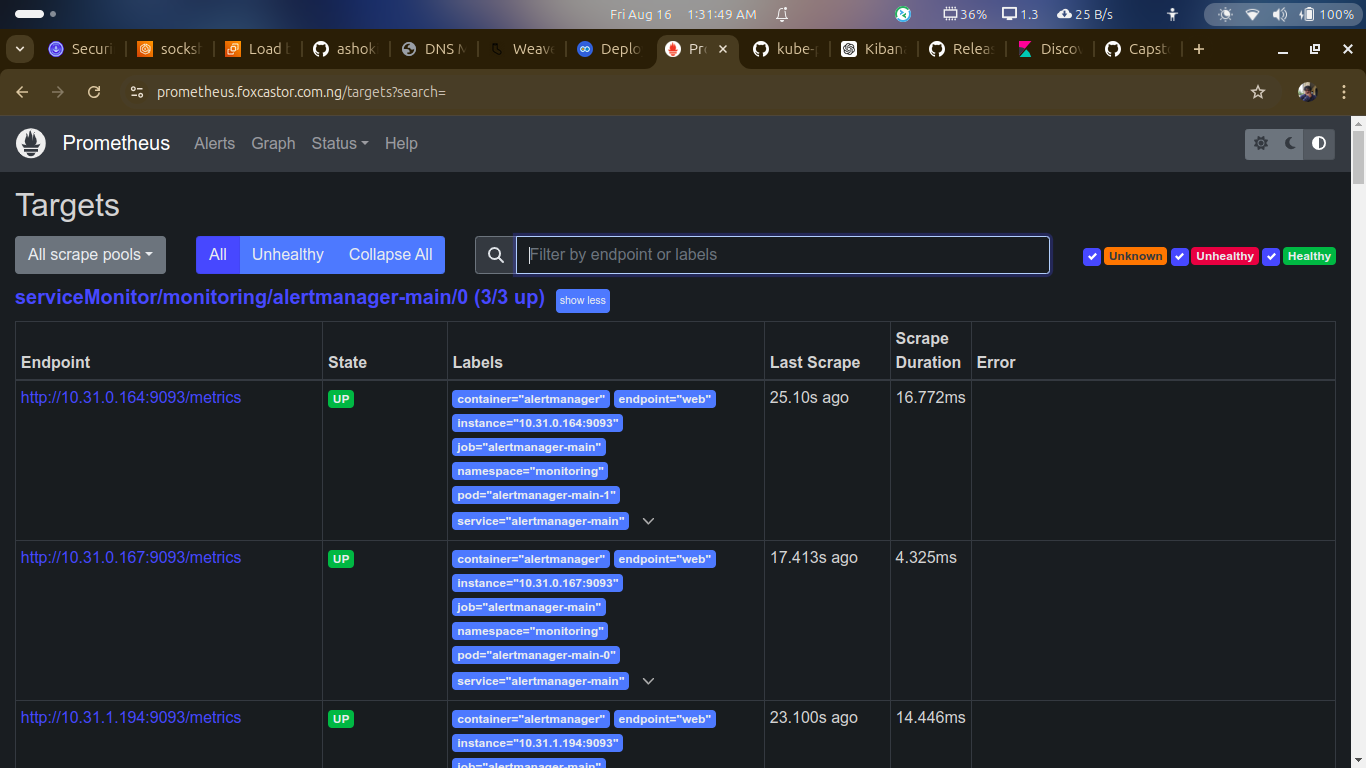 Fri Aug 16 1:31:49 AM 36% 1.3 25 B/s 100%
Securi socksh Load b ashok DNS M Weave Deplo Pro kube-p Kiban Releas Discov Capst
prometheus.foxcastor.com.ng/targets?search=
Prometheus Alerts Graph Status Help
Targets
All scrape pools All Unhealthy Collapse All Filter by endpoint or labels Unknown Unhealthy Healthy
serviceMonitor/monitoring/alertmanager-main/0 (3/3 up) show less
Endpoint State Labels Last Scrape Scrape Duration Error
http://10.31.0.164:9093/metrics UP container="alertmanager" endpoint="web" 25.10s ago 16.772ms
instance="10.31.0.164:9093"
job="alertmanager-main"
namespace="monitoring"
pod="alertmanager-main-1"
service="alertmanager-main"
http://10.31.0.167:9093/metrics UP container="alertmanager" endpoint="web" 17.413s ago 4.325ms
instance="10.31.0.167:9093"
job="alertmanager-main"
namespace="monitoring"
pod="alertmanager-main-0"
service="alertmanager-main"
http://10.31.1.194:9093/metrics UP container="alertmanager" endpoint="web" 23.100s ago 14.446ms
instance="10.31.1.194:9093"
job="alertmanager-main"